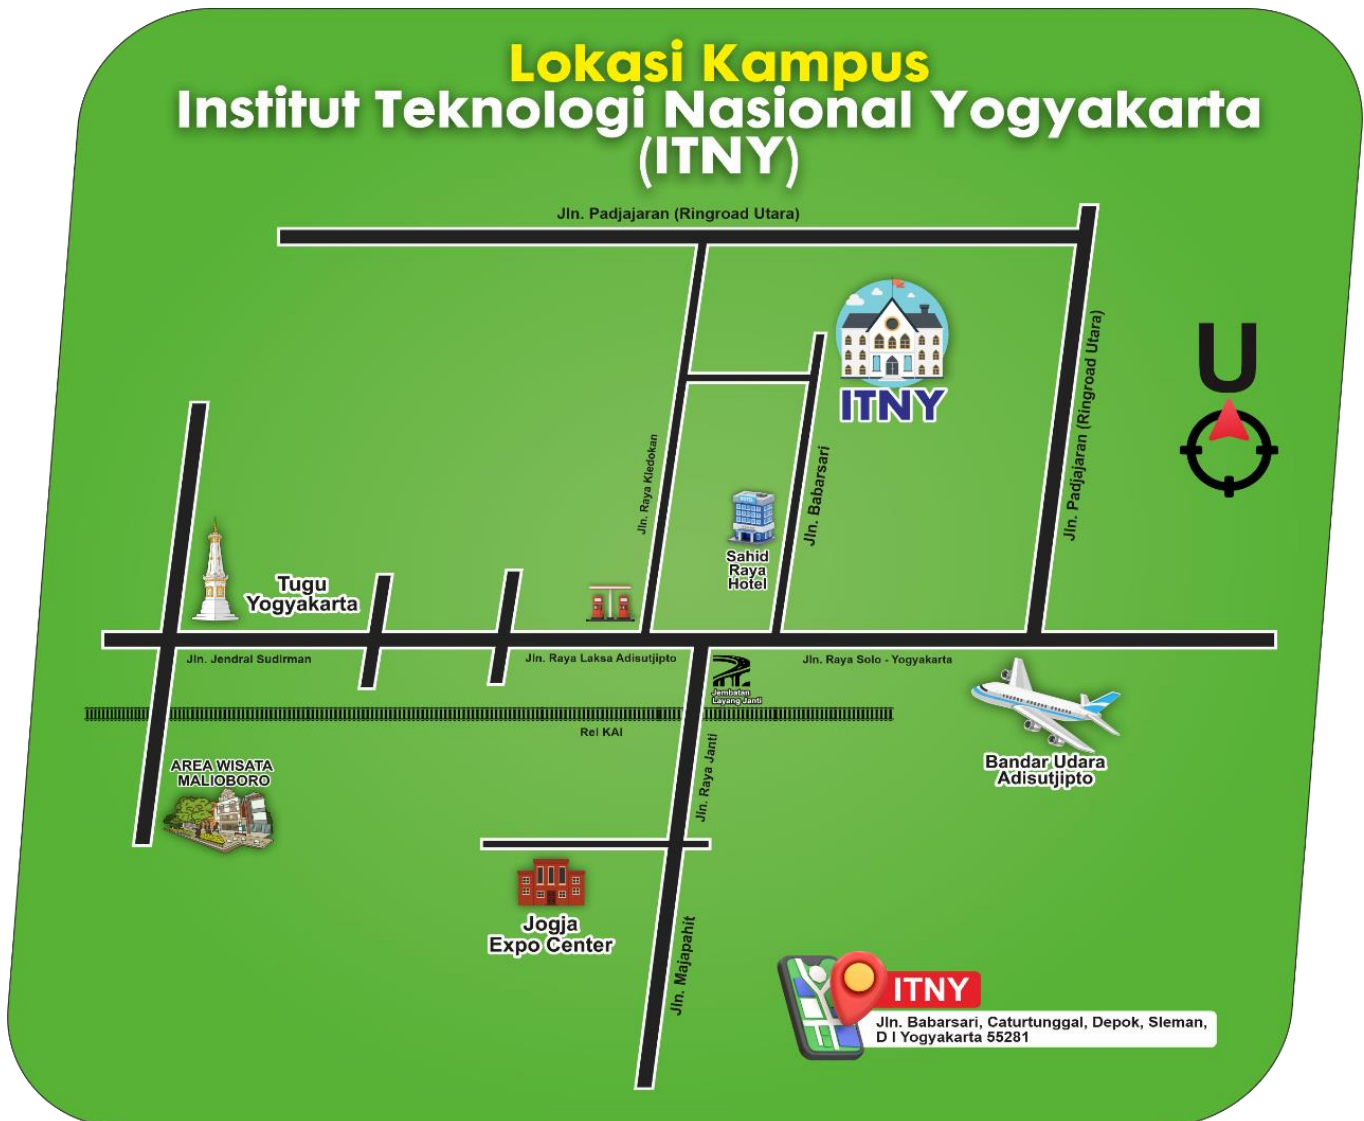 Lokasi Kampus
Institut Teknologi Nasional Yogyakarta
(ITNY)
Jln. Padjajaran (Ringroad Utara)
Jln. Padjajaran (Ringroad Utara)
U
ITNY
Jln. Raya Kledokan
Jln. Babarsari
HOTEL
Sahid
Raya
Hotel
Tugu
Yogyakarta
Jln. Jendral Sudirman
Jln. Raya Laksa Adisutjipto
Jln. Raya Solo - Yogyakarta
Jembatan
Layang Janti
Rel KAI
Jln. Raya Janti
Bandar Udara
Adisutjipto
AREA WISATA
MALIOBORO
Jogja
Expo Center
Jln. Majapahit
ITNY
Jln. Babarsari, Caturtunggal, Depok, Sleman,
D I Yogyakarta 55281